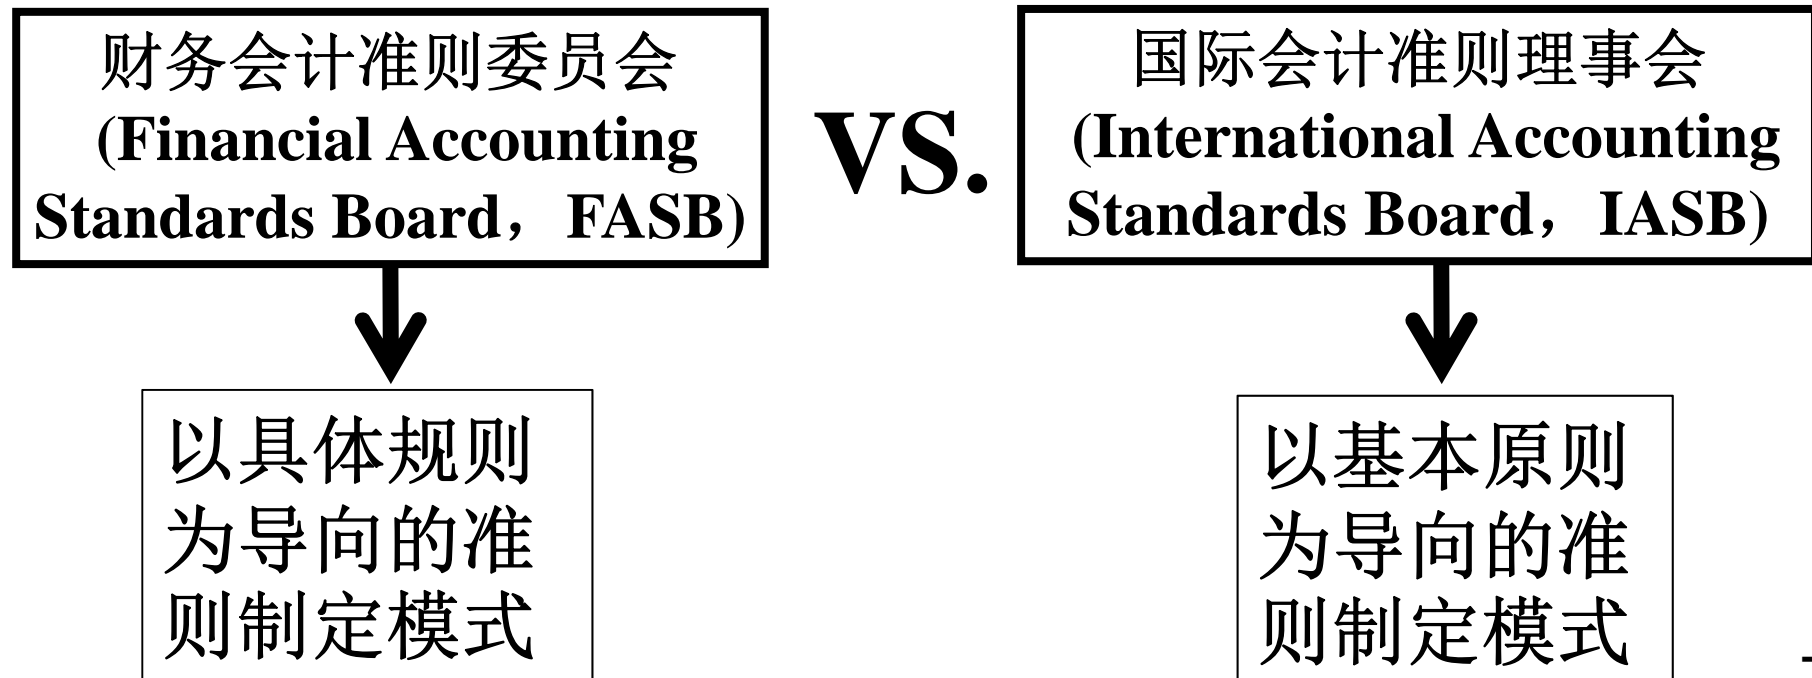 财务会计准则委员会
(Financial Accounting
Standards Board，FASB)
VS.
国际会计准则理事会
(International Accounting
Standards Board，IASB)
以具体规则
为导向的准
则制定模式
以基本原则
为导向的准
则制定模式